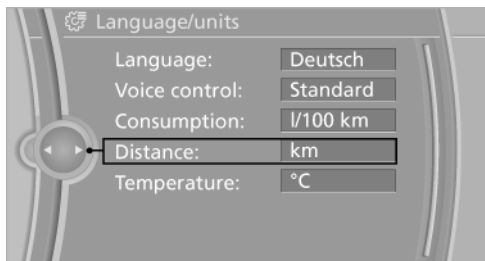 Language/units
Language: Deutsch
Voice control: Standard
Consumption: l/100 km
Distance: km
Temperature: °C